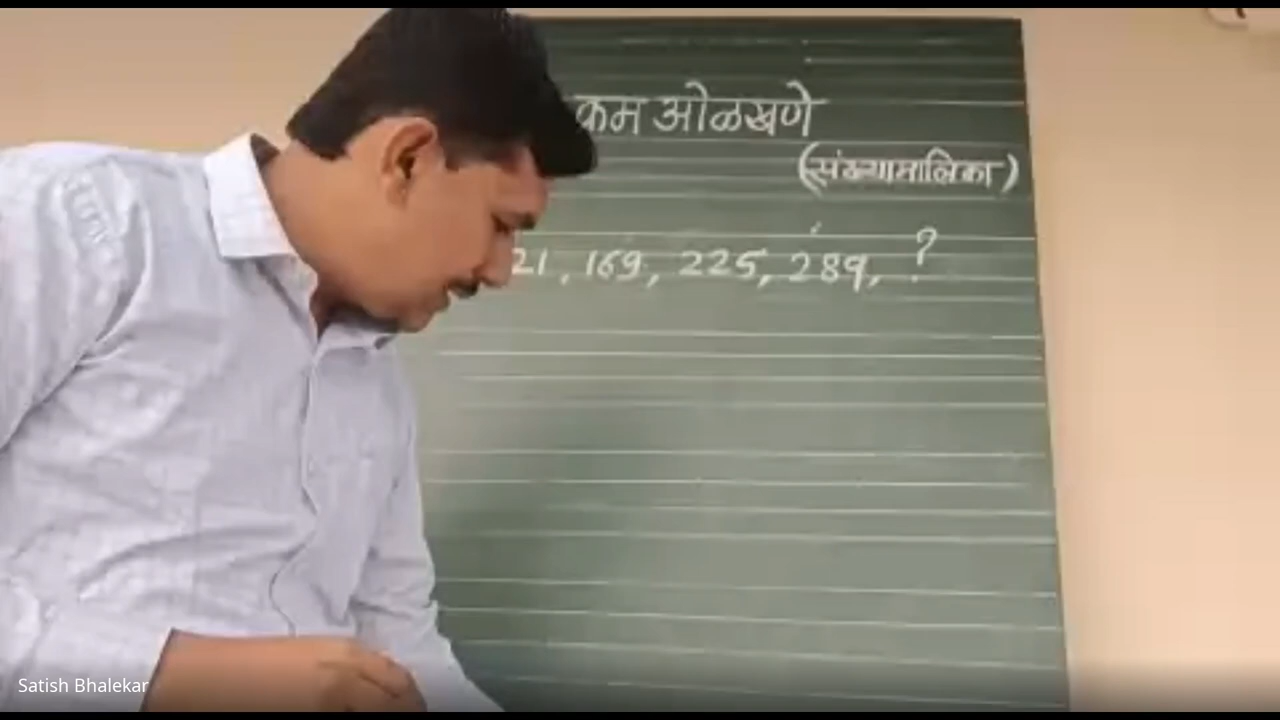 क्रम ओळखणे
(संख्यामालिका)
21, 169, 225, 289, ?
Satish Bhalekar